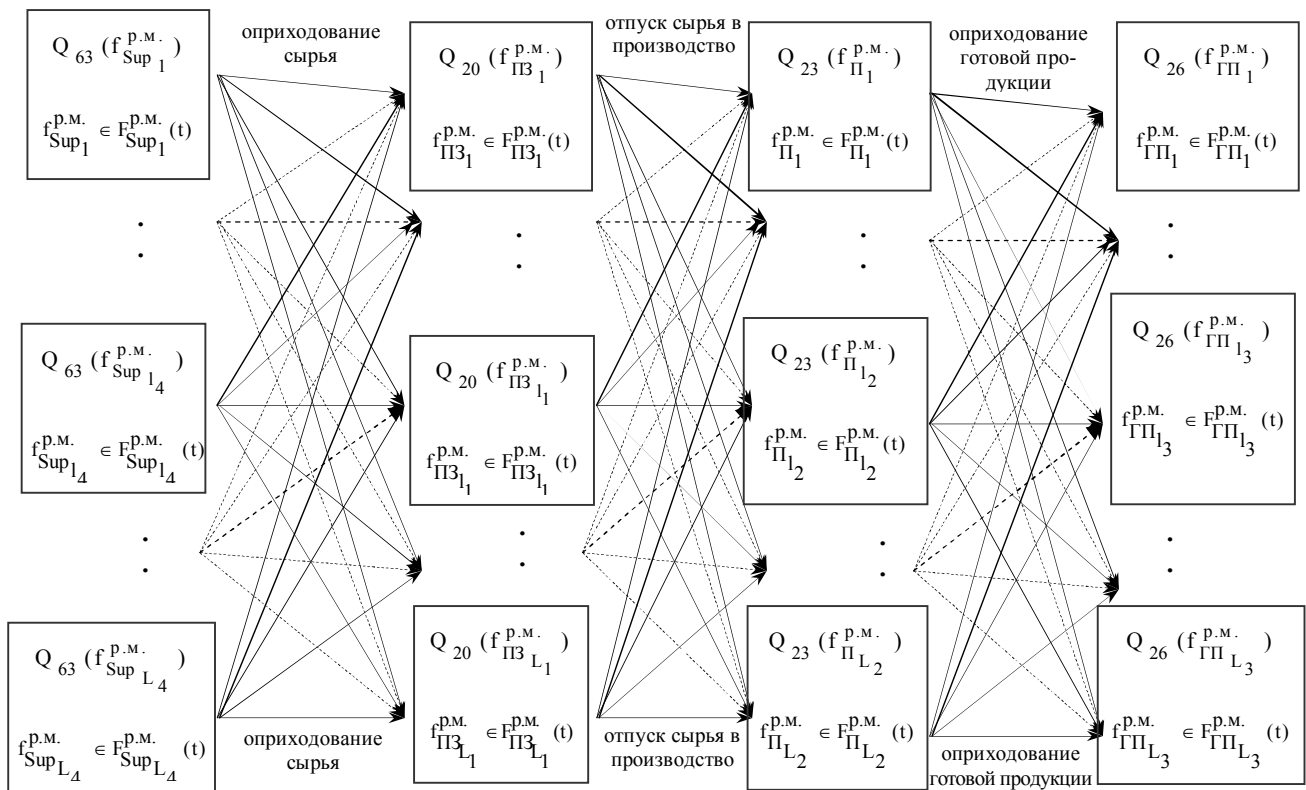 Q 63 (f Sup 1 р.м.)
f Sup 1 р.м. ∈ F Sup 1 р.м. (t)
оприходование
сырья
Q 20 (f ПЗ 1 р.м.)
f ПЗ 1 р.м. ∈ F ПЗ 1 р.м. (t)
отпуск сырья в
производство
Q 23 (f П 1 р.м.)
f П 1 р.м. ∈ F П 1 р.м. (t)
оприходование
готовой про-
дукции
Q 26 (f ГП 1 р.м.)
f ГП 1 р.м. ∈ F ГП 1 р.м. (t)
Q 63 (f Sup l4 р.м.)
f Sup l4 р.м. ∈ F Sup l4 р.м. (t)
Q 20 (f ПЗ l1 р.м.)
f ПЗ l1 р.м. ∈ F ПЗ l1 р.м. (t)
Q 23 (f П l2 р.м.)
f П l2 р.м. ∈ F П l2 р.м. (t)
Q 26 (f ГП l3 р.м.)
f ГП l3 р.м. ∈ F ГП l3 р.м. (t)
Q 63 (f Sup L4 р.м.)
f Sup L4 р.м. ∈ F Sup L4 р.м. (t)
оприходование
сырья
Q 20 (f ПЗ L1 р.м.)
f ПЗ L1 р.м. ∈ F ПЗ L1 р.м. (t)
отпуск сырья в
производство
Q 23 (f П L2 р.м.)
f П L2 р.м. ∈ F П L2 р.м. (t)
оприходование
готовой продукции
Q 26 (f ГП L3 р.м.)
f ГП L3 р.м. ∈ F ГП L3 р.м. (t)